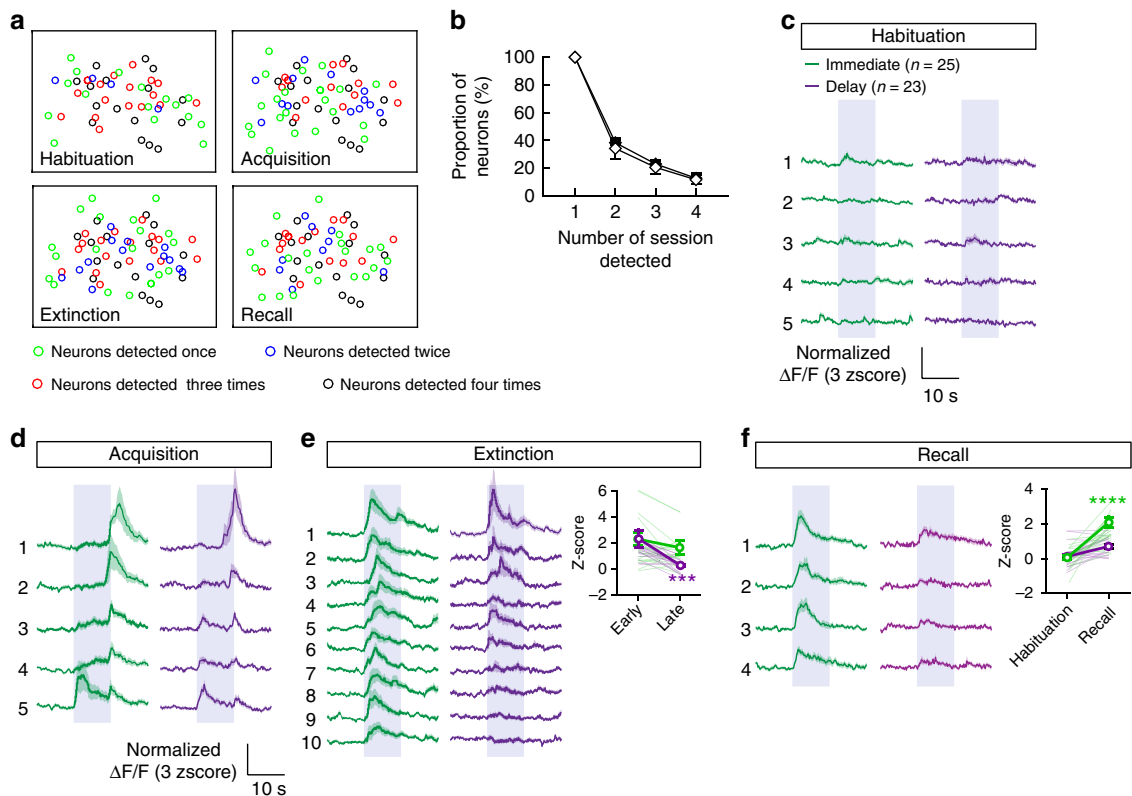 a
Habituation
Acquisition
Extinction
Recall
Neurons detected once
Neurons detected twice
Neurons detected three times
Neurons detected four times
b
Proportion of
neurons (%)
100
80
60
40
20
0
1 2 3 4
Number of session
detected
c
Habituation
Immediate (n = 25)
Delay (n = 23)
1
2
3
4
5
Normalized
ΔF/F (3 zscore)
10 s
d
Acquisition
1
2
3
4
5
Normalized
ΔF/F (3 zscore)
10 s
e
Extinction
1
2
3
4
5
6
7
8
9
10
Z-score
6
4
2
0
−2
***
Early
Late
f
Recall
1
2
3
4
Z-score
4
2
0
−2
****
Habituation
Recall